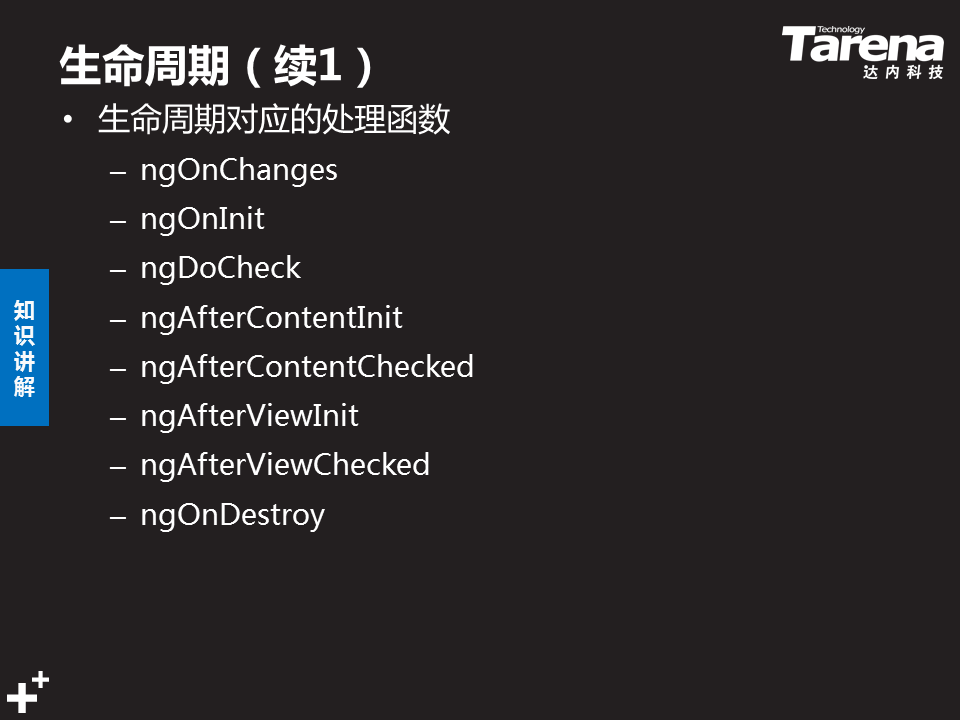 生命周期（续1）
Technology
Tarena
达内科技
• 生命周期对应的处理函数
– ngOnChanges
– ngOnInit
– ngDoCheck
– ngAfterContentInit
– ngAfterContentChecked
– ngAfterViewInit
– ngAfterViewChecked
– ngOnDestroy
知识讲解